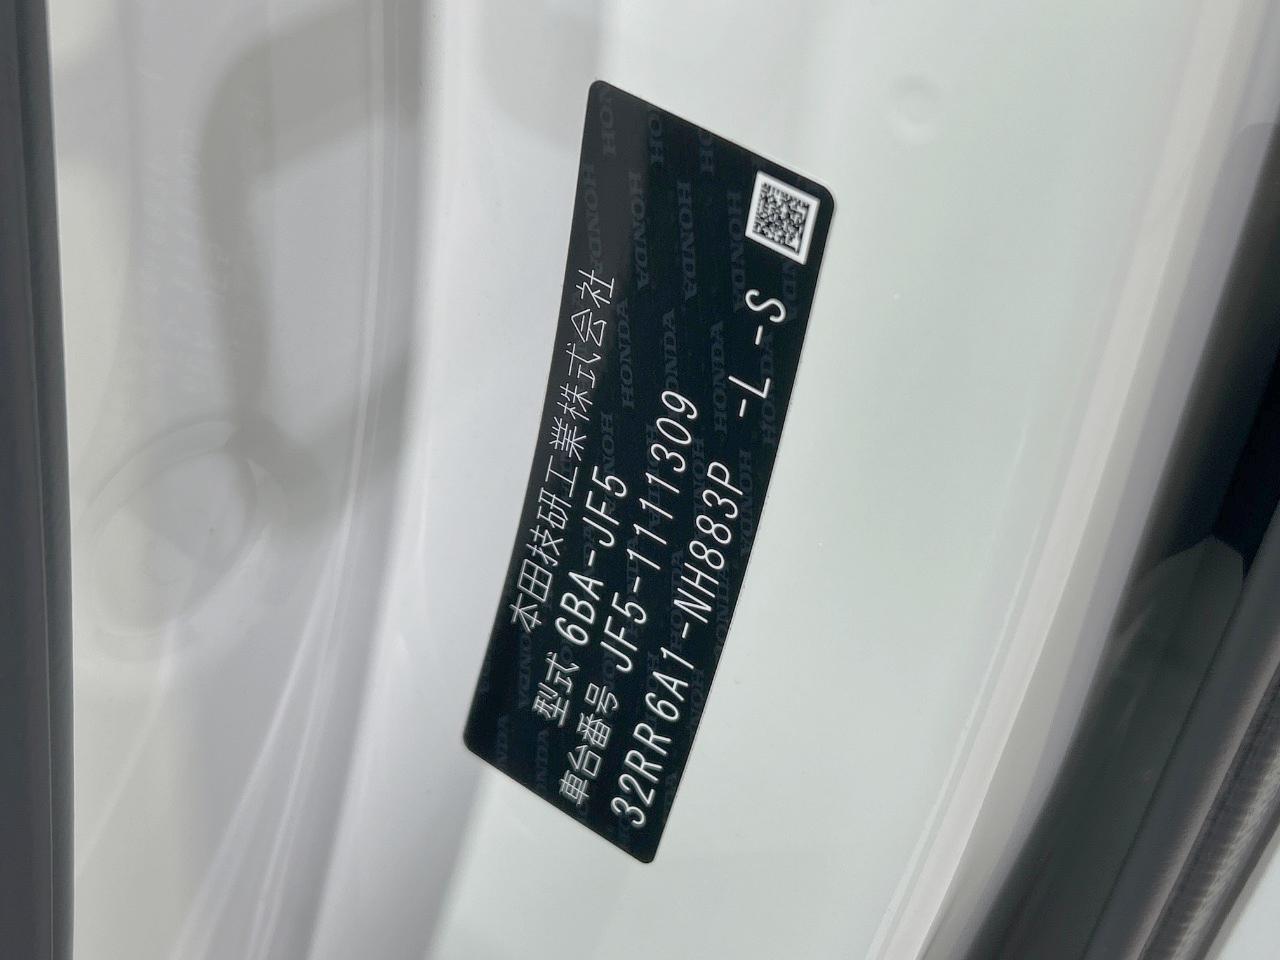 本田技研工業株式会社
型式 6BA-JF5
車台番号 JF5-1111309
32RR6A1-NH883P -L-S